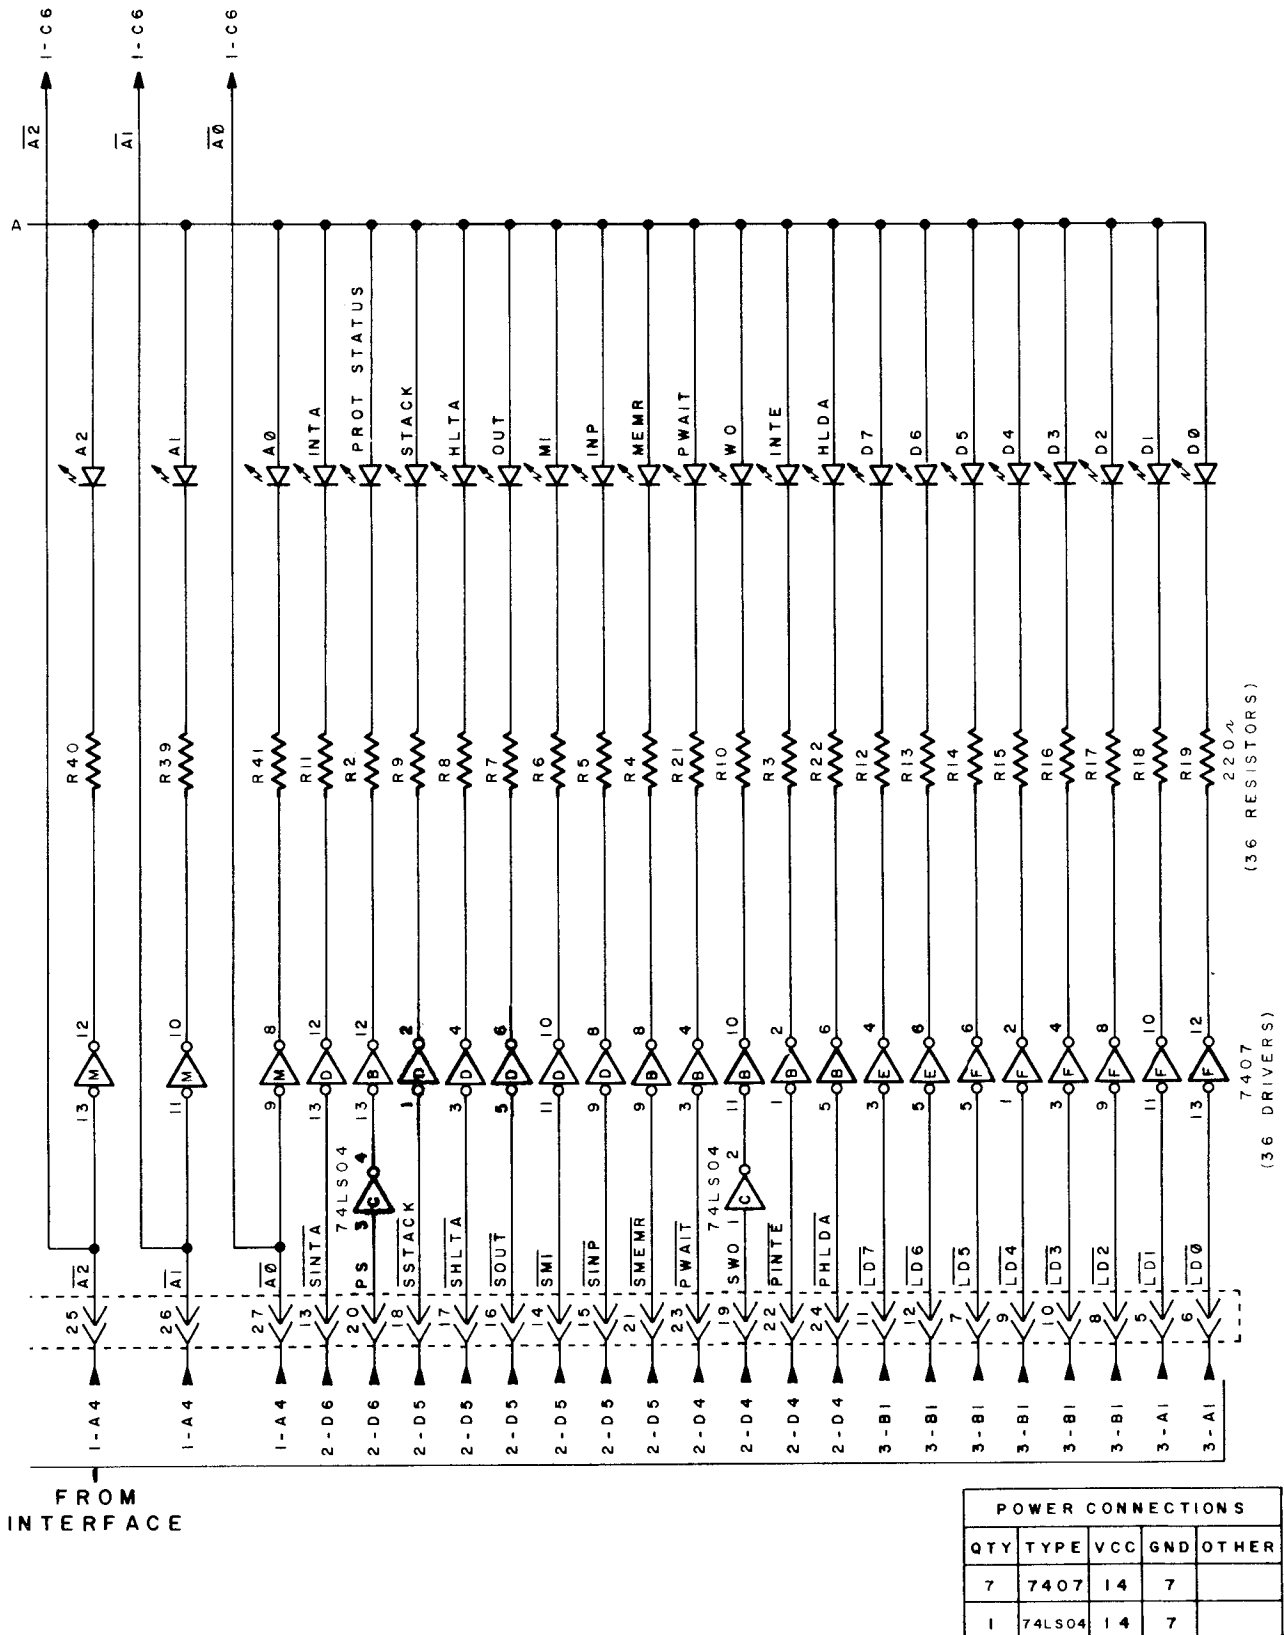 1-C6
1-C6
1-C6
A2
A1
AØ
A
A2
A1
AØ
INTA
PROT STATUS
STACK
HLTA
OUT
M1
INP
MEMR
PWAIT
WO
INTE
HLDA
D7
D6
D5
D4
D3
D2
D1
DØ
R40
R39
R41
R11
R2
R9
R8
R7
R6
R5
R4
R21
R10
R3
R22
R12
R13
R14
R15
R16
R17
R18
R19
220Ω
(36 RESISTORS)
12
10
8
12
12
2
4
6
10
8
8
4
10
2
6
4
6
6
2
4
8
10
12
M
M
M
D
B
D
D
D
D
D
B
B
B
B
B
E
E
F
F
F
F
F
F
13
11
9
13
13
1
3
5
11
9
9
3
11
1
5
3
5
5
1
3
9
11
13
7407
(36 DRIVERS)
74LS04
4
C
3
74LS04
2
C
1
A2
A1
AØ
SINTA
PS
SSTACK
SHLTA
SOUT
SM1
SINP
SMEMR
PWAIT
SWO
PINTE
PHLDA
LD7
LD6
LD5
LD4
LD3
LD2
LD1
LDØ
25
26
27
13
20
18
17
16
14
15
21
23
19
22
24
11
12
7
9
10
8
5
6
1-A4
1-A4
1-A4
2-D6
2-D6
2-D5
2-D5
2-D5
2-D5
2-D5
2-D5
2-D4
2-D4
2-D4
2-D4
3-B1
3-B1
3-B1
3-B1
3-B1
3-B1
3-A1
3-A1
FROM
INTERFACE
POWER CONNECTIONS
QTY TYPE VCC GND OTHER
7 7407 14 7
1 74LS04 14 7